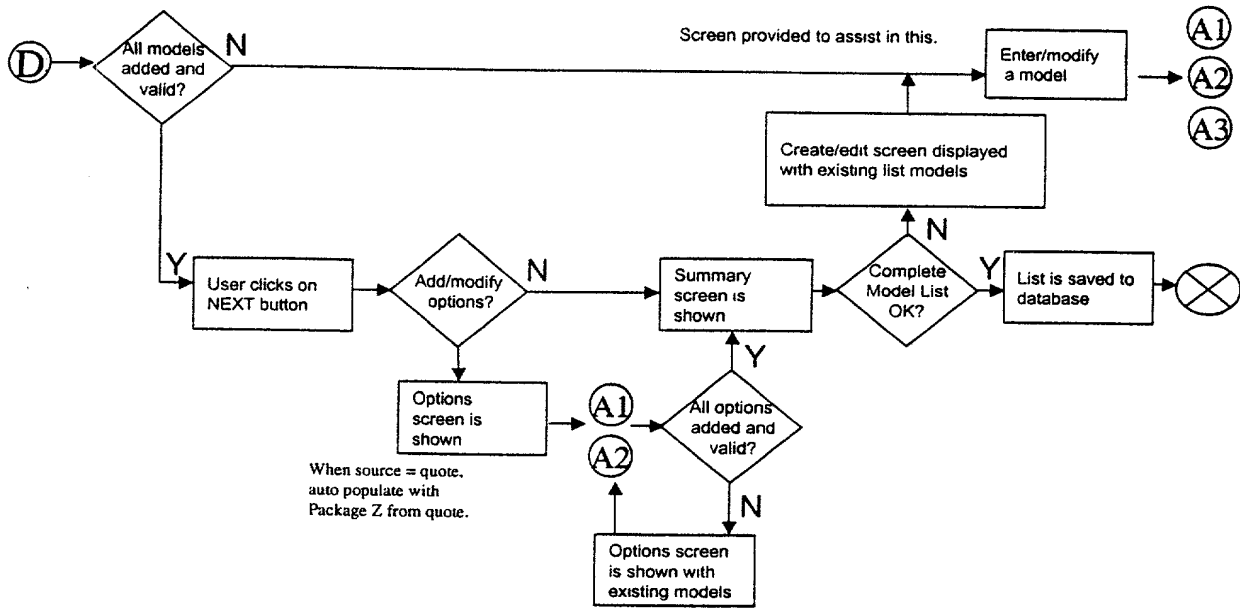 D
All models
added and
valid?
N
Screen provided to assist in this.
Enter/modify
a model
A1
A2
A3
Create/edit screen displayed
with existing list models
N
Y
User clicks on
NEXT button
Add/modify
options?
N
Summary
screen is
shown
Complete
Model List
OK?
Y
List is saved to
database
Y
Options
screen is
shown
A1
A2
All options
added and
valid?
When source = quote,
auto populate with
Package Z from quote.
N
Options screen
is shown with
existing models